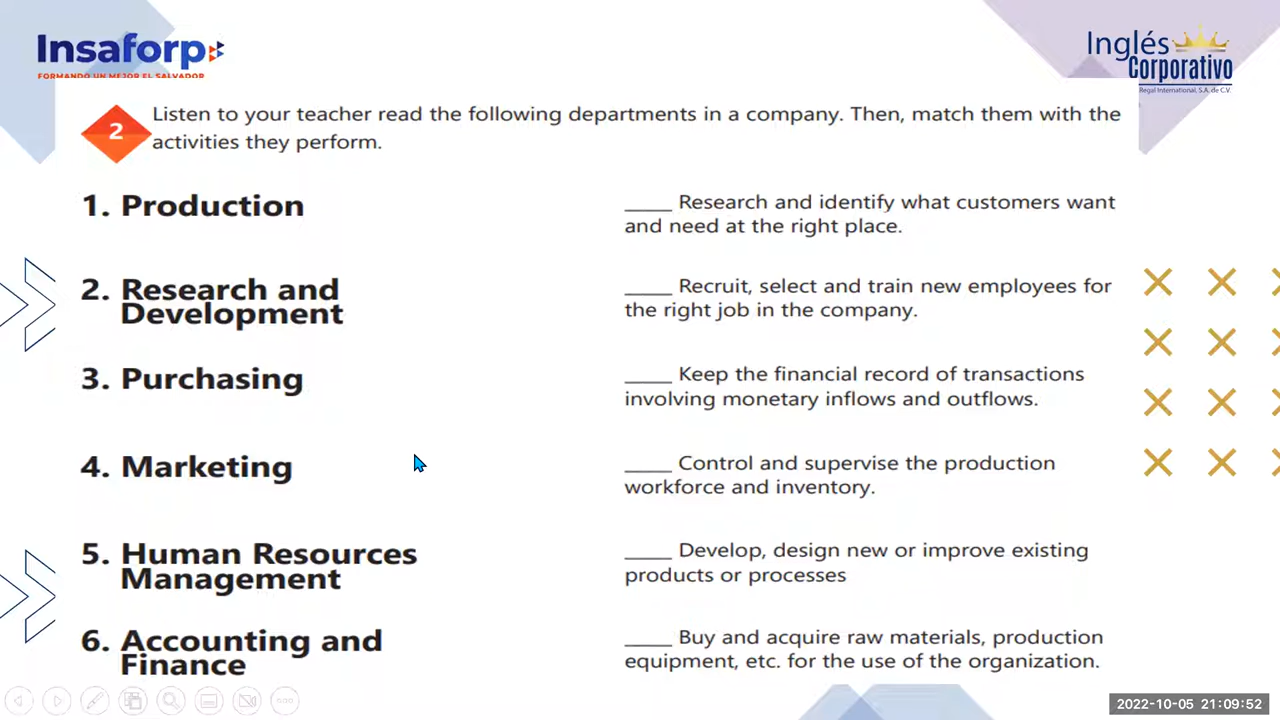 Insaforp
FORMANDO UN MEJOR EL SALVADOR
Inglés
Corporativo
Regal International, S.A. de C.V.
2
Listen to your teacher read the following departments in a company. Then, match them with the
activities they perform.
1. Production
____ Research and identify what customers want
and need at the right place.
2. Research and
Development
____ Recruit, select and train new employees for
the right job in the company.
3. Purchasing
____ Keep the financial record of transactions
involving monetary inflows and outflows.
4. Marketing
____ Control and supervise the production
workforce and inventory.
5. Human Resources
Management
____ Develop, design new or improve existing
products or processes
6. Accounting and
Finance
____ Buy and acquire raw materials, production
equipment, etc. for the use of the organization.
2022-10-05 21:09:52